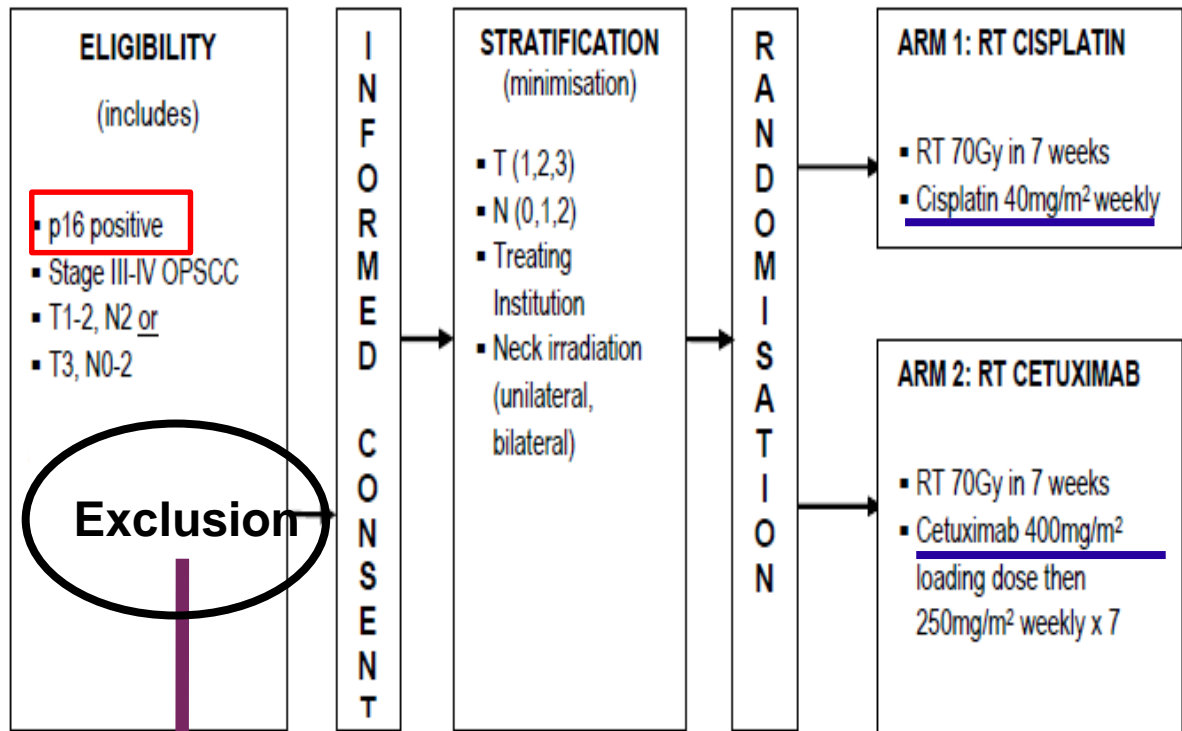 ELIGIBILITY
(includes)
▪ p16 positive
▪ Stage III-IV OPSCC
▪ T1-2, N2 or
▪ T3, N0-2
Exclusion
INFORMED CONSENT
STRATIFICATION
(minimisation)
▪ T (1,2,3)
▪ N (0,1,2)
▪ Treating
Institution
▪ Neck irradiation
(unilateral,
bilateral)
RANDOMISATION
ARM 1: RT CISPLATIN
▪ RT 70Gy in 7 weeks
▪ Cisplatin 40mg/m² weekly
ARM 2: RT CETUXIMAB
▪ RT 70Gy in 7 weeks
▪ Cetuximab 400mg/m²
loading dose then
250mg/m² weekly x 7